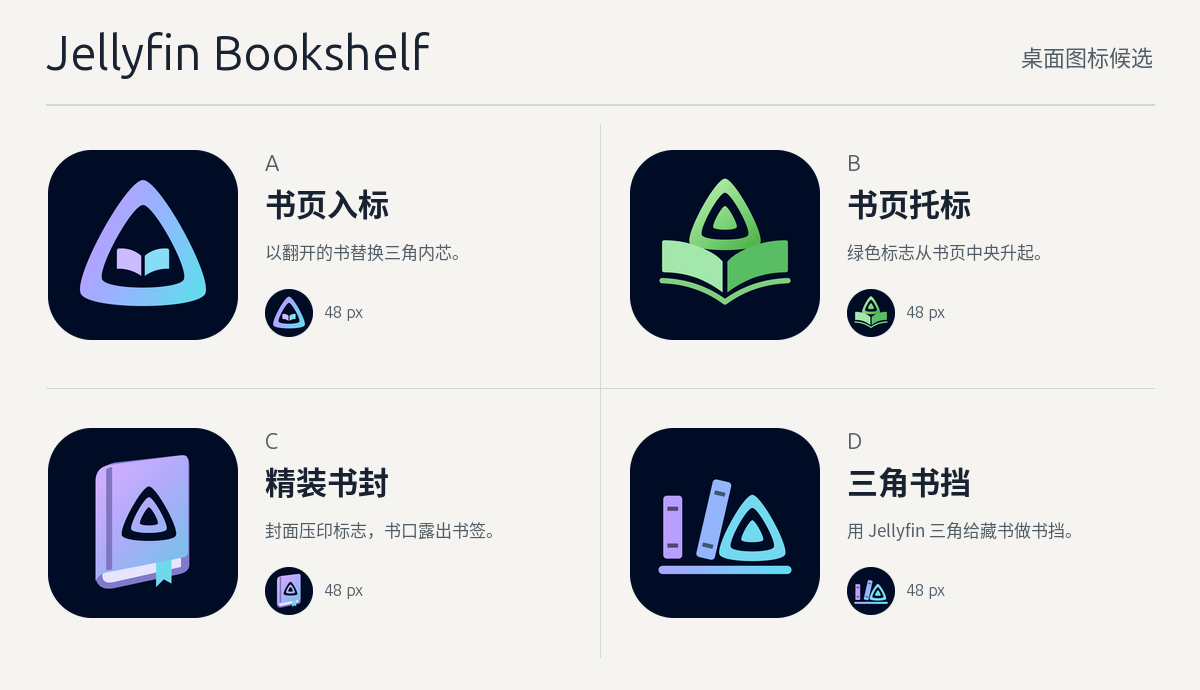 Jellyfin Bookshelf
桌面图标候选
A
书页入标
以翻开的书替换三角内芯。
48 px
B
书页托标
绿色标志从书页中央升起。
48 px
C
精装书封
封面压印标志，书口露出书签。
48 px
D
三角书挡
用 Jellyfin 三角给藏书做书挡。
48 px